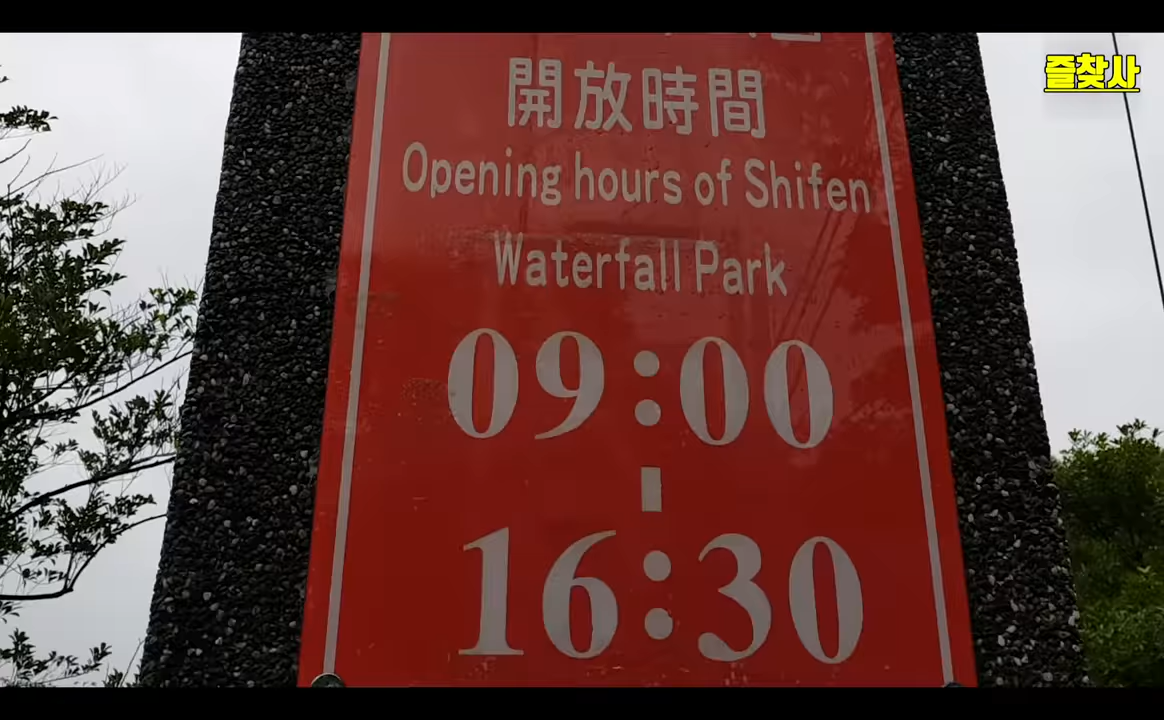 즐찾사
開放時間
Opening hours of Shifen
Waterfall Park
09:00
16:30